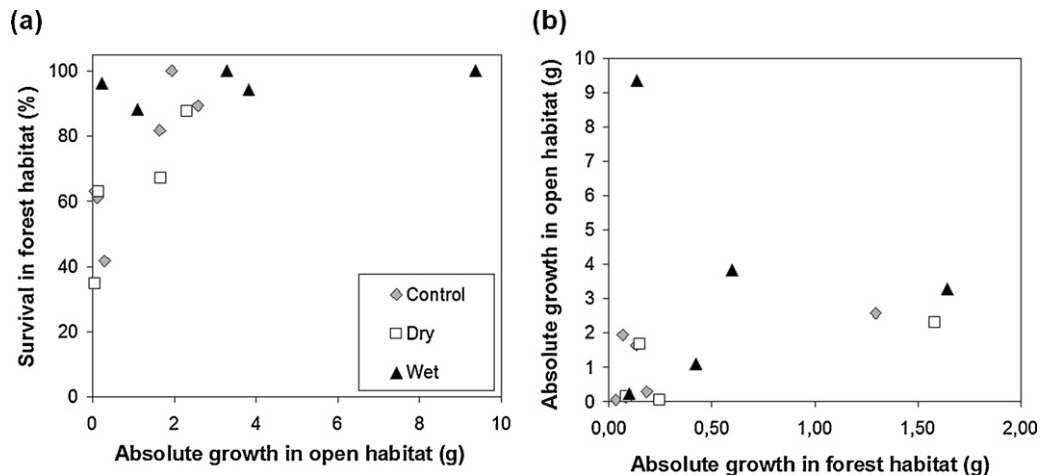 (a)
Survival in forest habitat (%)
100
80
60
40
20
0
0 2 4 6 8 10
Absolute growth in open habitat (g)
Control
Dry
Wet
(b)
Absolute growth in open habitat (g)
10
9
8
7
6
5
4
3
2
1
0
0,00 0,50 1,00 1,50 2,00
Absolute growth in forest habitat (g)